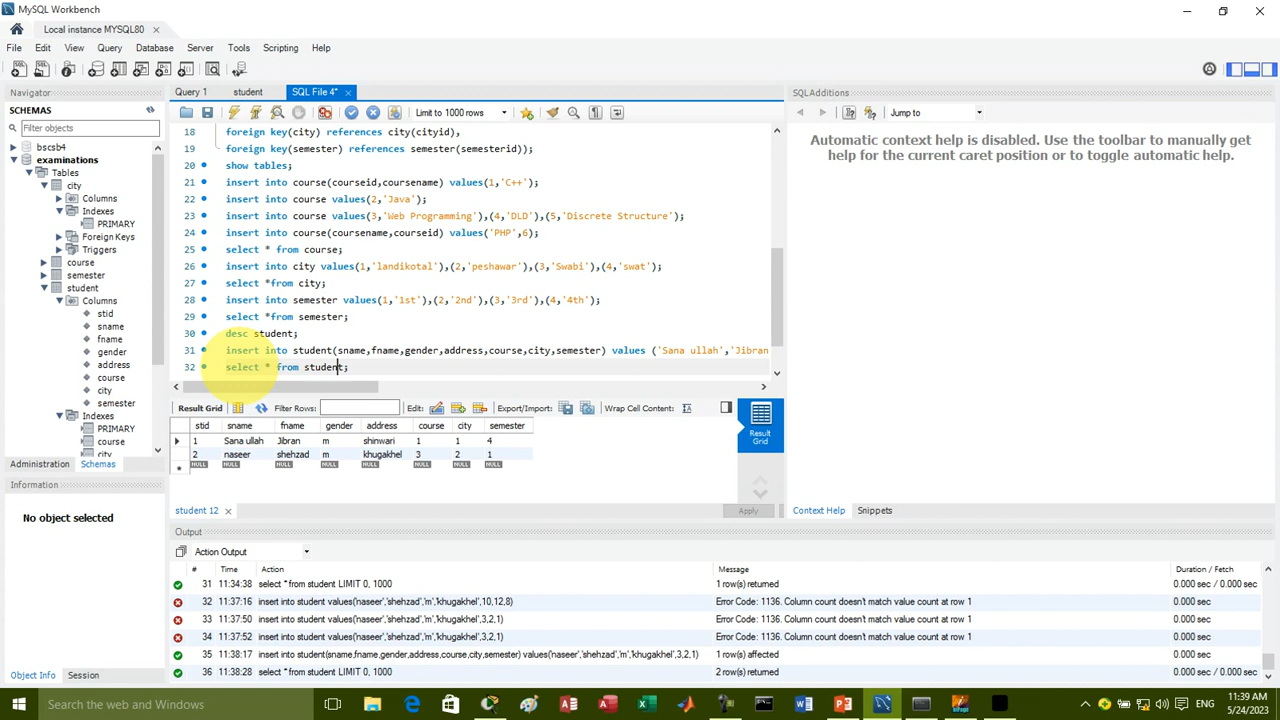 MySQL Workbench
Local instance MYSQL80
File Edit View Query Database Server Tools Scripting Help
Navigator
SCHEMAS
Filter objects
bscsb4
examinations
Tables
city
Columns
Indexes
PRIMARY
Foreign Keys
Triggers
course
semester
student
Columns
stid
sname
fname
gender
address
course
city
semester
Indexes
PRIMARY
course
city
Administration Schemas
Information
No object selected
Object Info Session
Query 1 student SQL File 4*
Limit to 1000 rows
18 foreign key(city) references city(cityid),
19 foreign key(semester) references semester(semesterid));
20 show tables;
21 insert into course(courseid,coursename) values(1,'C++');
22 insert into course values(2,'Java');
23 insert into course values(3,'Web Programming'),(4,'DLD'),(5,'Discrete Structure');
24 insert into course(coursename,courseid) values('PHP',6);
25 select * from course;
26 insert into city values(1,'landikotal'),(2,'peshawar'),(3,'Swabi'),(4,'swat');
27 select *from city;
28 insert into semester values(1,'1st'),(2,'2nd'),(3,'3rd'),(4,'4th');
29 select *from semester;
30 desc student;
31 insert into student(sname,fname,gender,address,course,city,semester) values ('Sana ullah','Jibran
32 select * from student;
Result Grid Filter Rows: Edit: Export/Import: Wrap Cell Content:
stid sname fname gender address course city semester
1 Sana ullah Jibran m shinwari 1 1 4
2 naseer shehzad m khugakhel 3 2 1
NULL NULL NULL NULL NULL NULL NULL NULL
Result Grid
student 12
Apply
SQLAdditions
Jump to
Automatic context help is disabled. Use the toolbar to manually get
help for the current caret position or to toggle automatic help.
Context Help Snippets
Output
Action Output
# Time Action Message Duration / Fetch
31 11:34:38 select * from student LIMIT 0, 1000 1 row(s) returned 0.000 sec / 0.000 sec
32 11:37:16 insert into student values('naseer','shehzad','m','khugakhel',10,12,8) Error Code: 1136. Column count doesn't match value count at row 1 0.000 sec
33 11:37:50 insert into student values('naseer','shehzad','m','khugakhel',3,2,1) Error Code: 1136. Column count doesn't match value count at row 1 0.000 sec
34 11:37:52 insert into student values('naseer','shehzad','m','khugakhel',3,2,1) Error Code: 1136. Column count doesn't match value count at row 1 0.000 sec
35 11:38:17 insert into student(sname,fname,gender,address,course,city,semester) values('naseer','shehzad','m','khugakhel',3,2,1) 1 row(s) affected 0.000 sec
36 11:38:28 select * from student LIMIT 0, 1000 2 row(s) returned 0.000 sec / 0.000 sec
Search the web and Windows
11:39 AM
5/24/2023